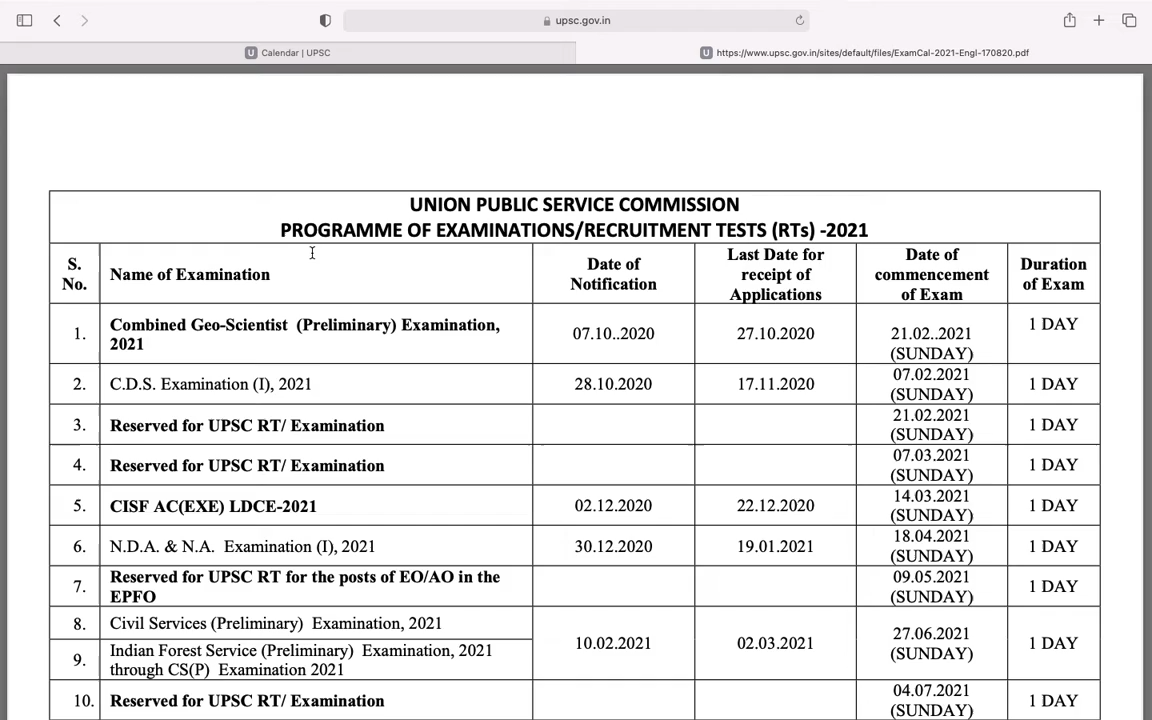 upsc.gov.in
Calendar | UPSC
https://www.upsc.gov.in/sites/default/files/ExamCal-2021-Engl-170820.pdf
UNION PUBLIC SERVICE COMMISSION
PROGRAMME OF EXAMINATIONS/RECRUITMENT TESTS (RTs) -2021
S. No. Name of Examination Date of Notification Last Date for receipt of Applications Date of commencement of Exam Duration of Exam
1. Combined Geo-Scientist (Preliminary) Examination, 2021 07.10..2020 27.10.2020 21.02..2021 (SUNDAY) 1 DAY
2. C.D.S. Examination (I), 2021 28.10.2020 17.11.2020 07.02.2021 (SUNDAY) 1 DAY
3. Reserved for UPSC RT/ Examination 21.02.2021 (SUNDAY) 1 DAY
4. Reserved for UPSC RT/ Examination 07.03.2021 (SUNDAY) 1 DAY
5. CISF AC(EXE) LDCE-2021 02.12.2020 22.12.2020 14.03.2021 (SUNDAY) 1 DAY
6. N.D.A. & N.A. Examination (I), 2021 30.12.2020 19.01.2021 18.04.2021 (SUNDAY) 1 DAY
7. Reserved for UPSC RT for the posts of EO/AO in the EPFO 09.05.2021 (SUNDAY) 1 DAY
8. Civil Services (Preliminary) Examination, 2021 10.02.2021 02.03.2021 27.06.2021 (SUNDAY) 1 DAY
9. Indian Forest Service (Preliminary) Examination, 2021 through CS(P) Examination 2021
10. Reserved for UPSC RT/ Examination 04.07.2021 (SUNDAY) 1 DAY